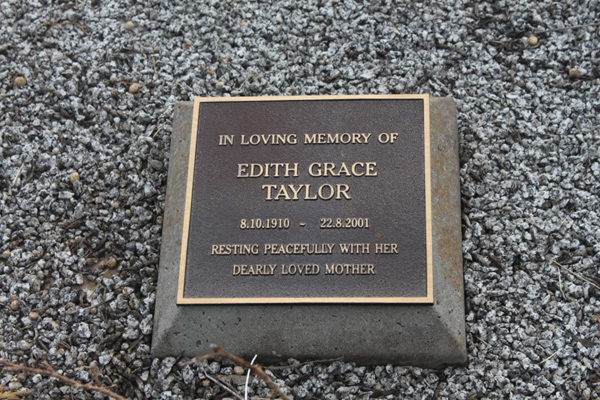 IN LOVING MEMORY OF
EDITH GRACE
TAYLOR
8.10.1910 - 22.8.2001
RESTING PEACEFULLY WITH HER
DEARLY LOVED MOTHER